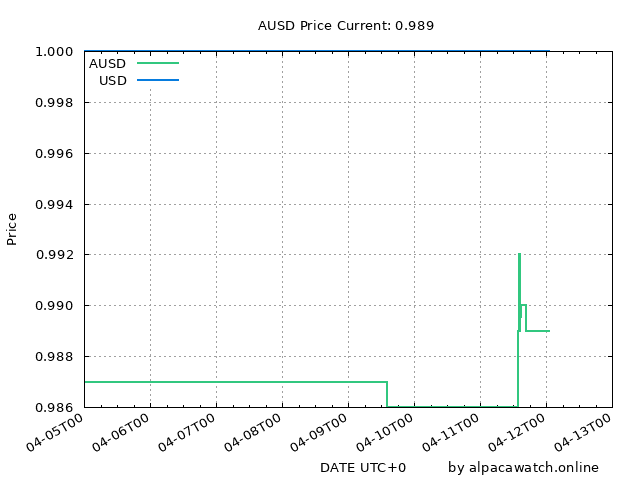 AUSD Price Current: 0.989
1.000
AUSD
USD
0.998
0.996
0.994
Price
0.992
0.990
0.988
0.986
04-05T00 04-06T00 04-07T00 04-08T00 04-09T00 04-10T00 04-11T00 04-12T00 04-13T00
DATE UTC+0 by alpacawatch.online